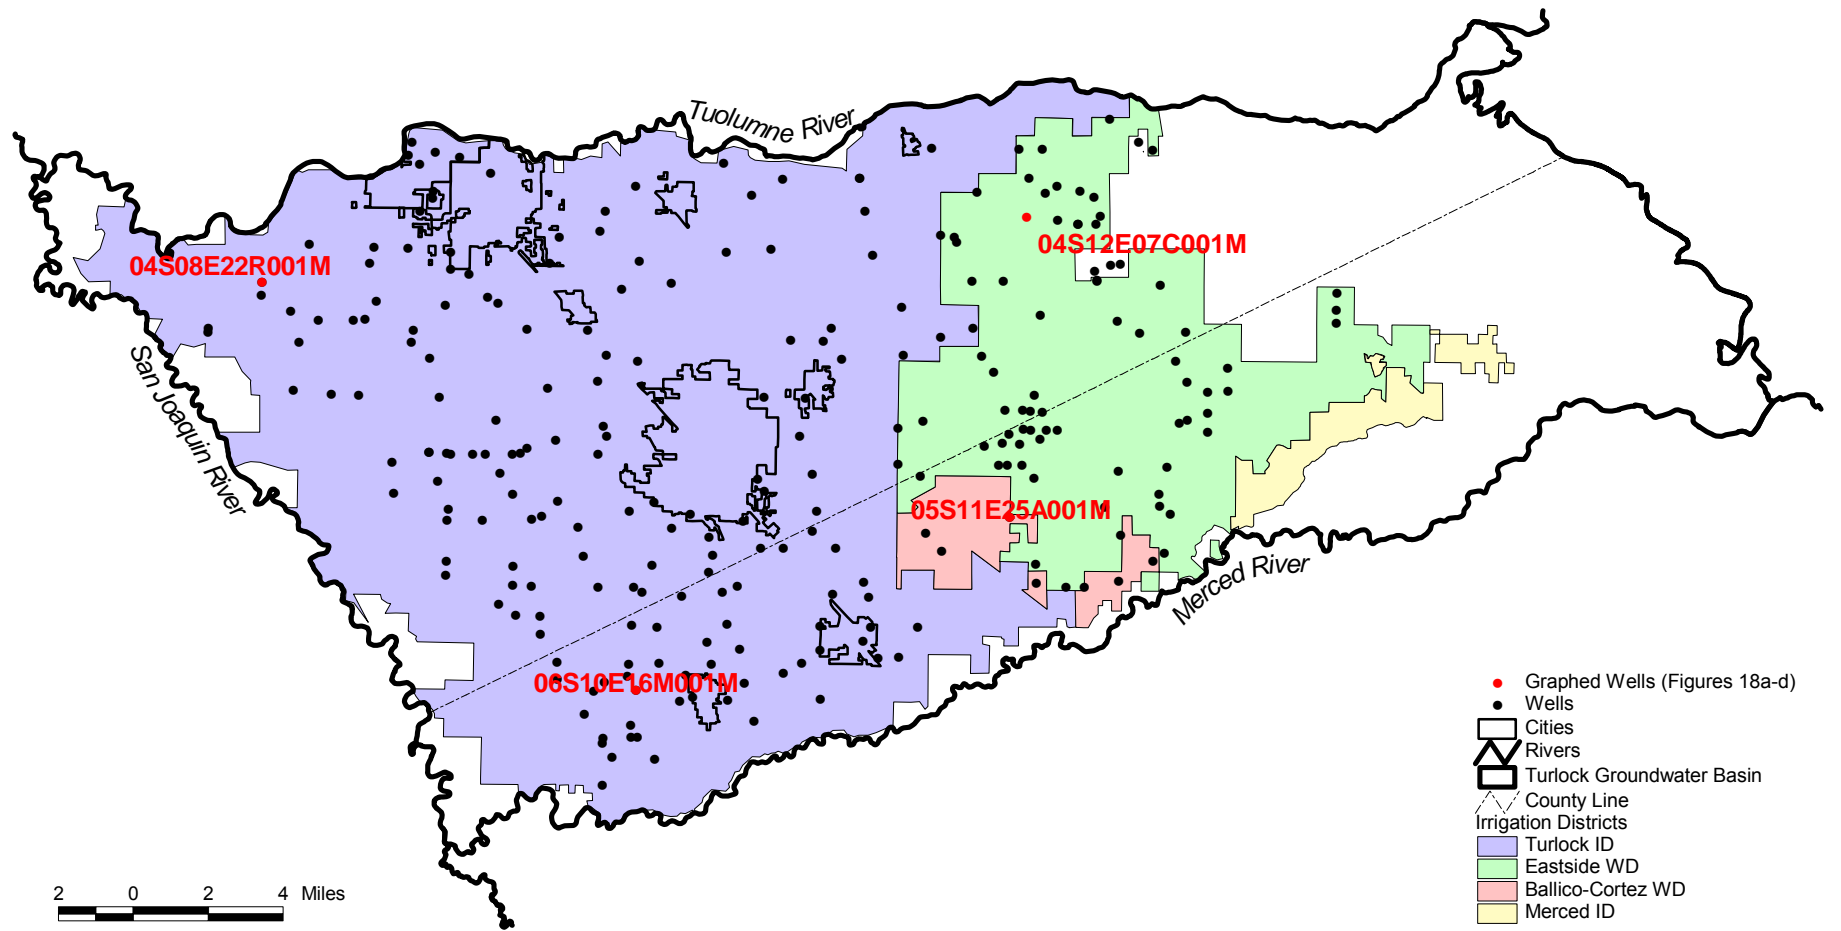 Tuolumne River
04S12E07C001M
04S08E22R001M
San Joaquin River
05S11E25A001M
Merced River
06S10E16M001M
Graphed Wells (Figures 18a-d)
Wells
Cities
Rivers
Turlock Groundwater Basin
County Line
Irrigation Districts
Turlock ID
Eastside WD
Ballico-Cortez WD
Merced ID
2 0 2 4 Miles